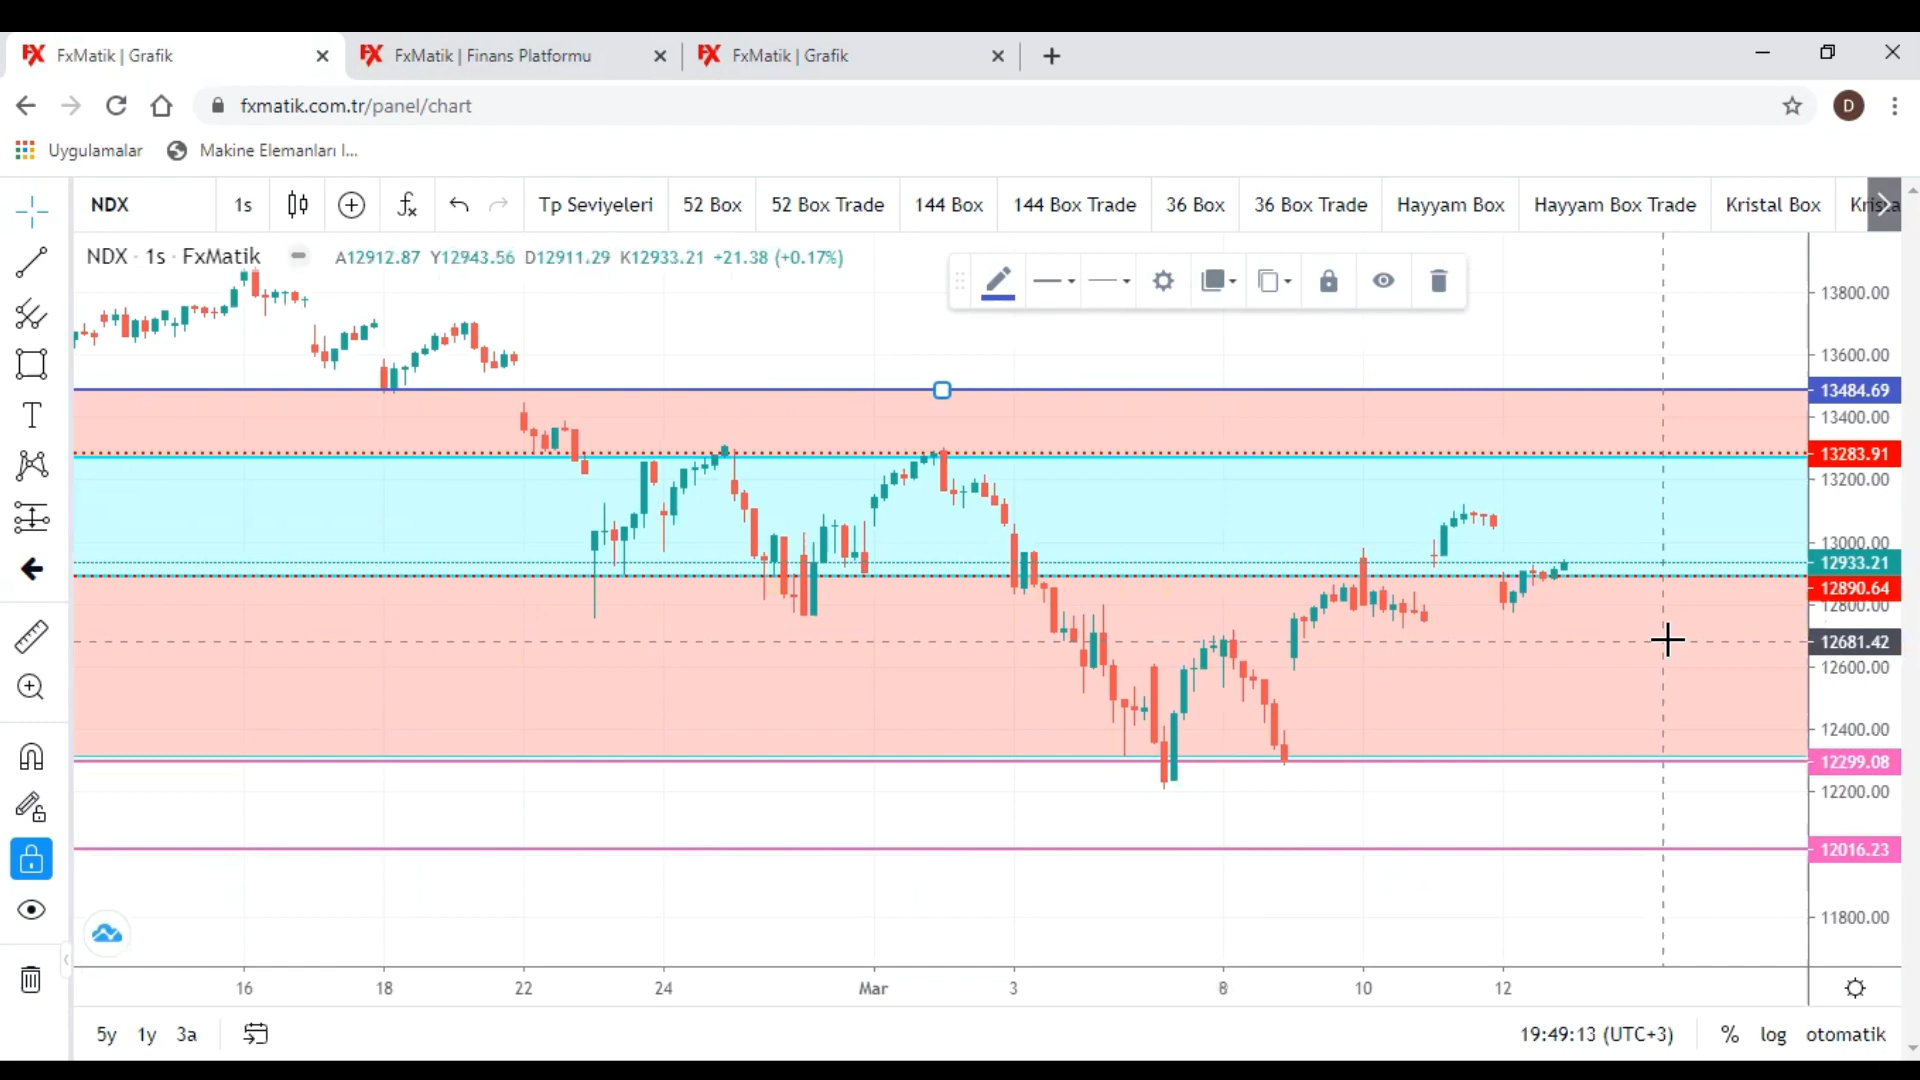 FxMatik | Grafik
FxMatik | Finans Platformu
FxMatik | Grafik
fxmatik.com.tr/panel/chart
D
Uygulamalar
Makine Elemanları I...
NDX
1s
Tp Seviyeleri
52 Box
52 Box Trade
144 Box
144 Box Trade
36 Box
36 Box Trade
Hayyam Box
Hayyam Box Trade
Kristal Box
NDX · 1s · FxMatik
A12912.87 Y12943.56 D12911.29 K12933.21 +21.38 (+0.17%)
13800.00
13600.00
13484.69
13400.00
13283.91
13200.00
13000.00
12933.21
12890.64
12800.00
12681.42
12600.00
12400.00
12299.08
12200.00
12016.23
11800.00
16 18 22 24 Mar 3 8 10 12
5y 1y 3a
19:49:13 (UTC+3) % log otomatik